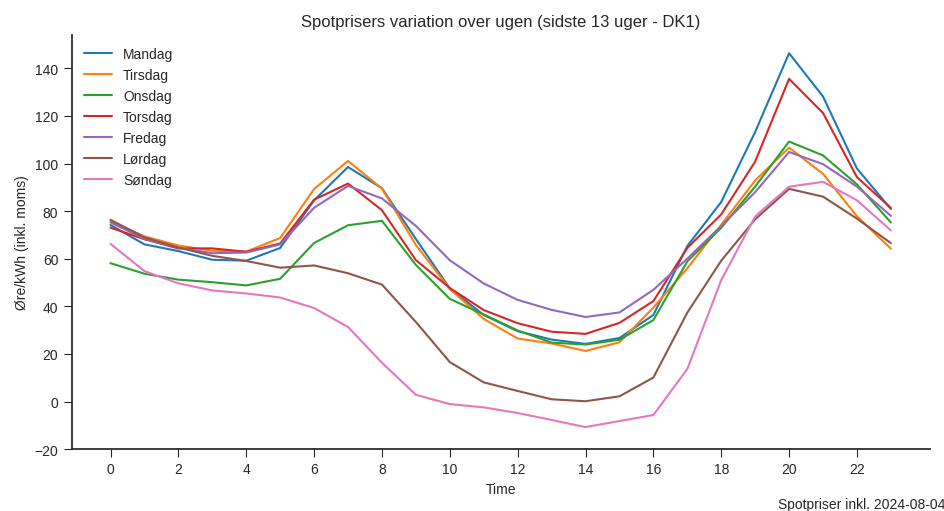 Spotprisers variation over ugen (sidste 13 uger - DK1)
Mandag
Tirsdag
Onsdag
Torsdag
Fredag
Lørdag
Søndag
Øre/kWh (inkl. moms)
140
120
100
80
60
40
20
0
−20
0 2 4 6 8 10 12 14 16 18 20 22
Time
Spotpriser inkl. 2024-08-04